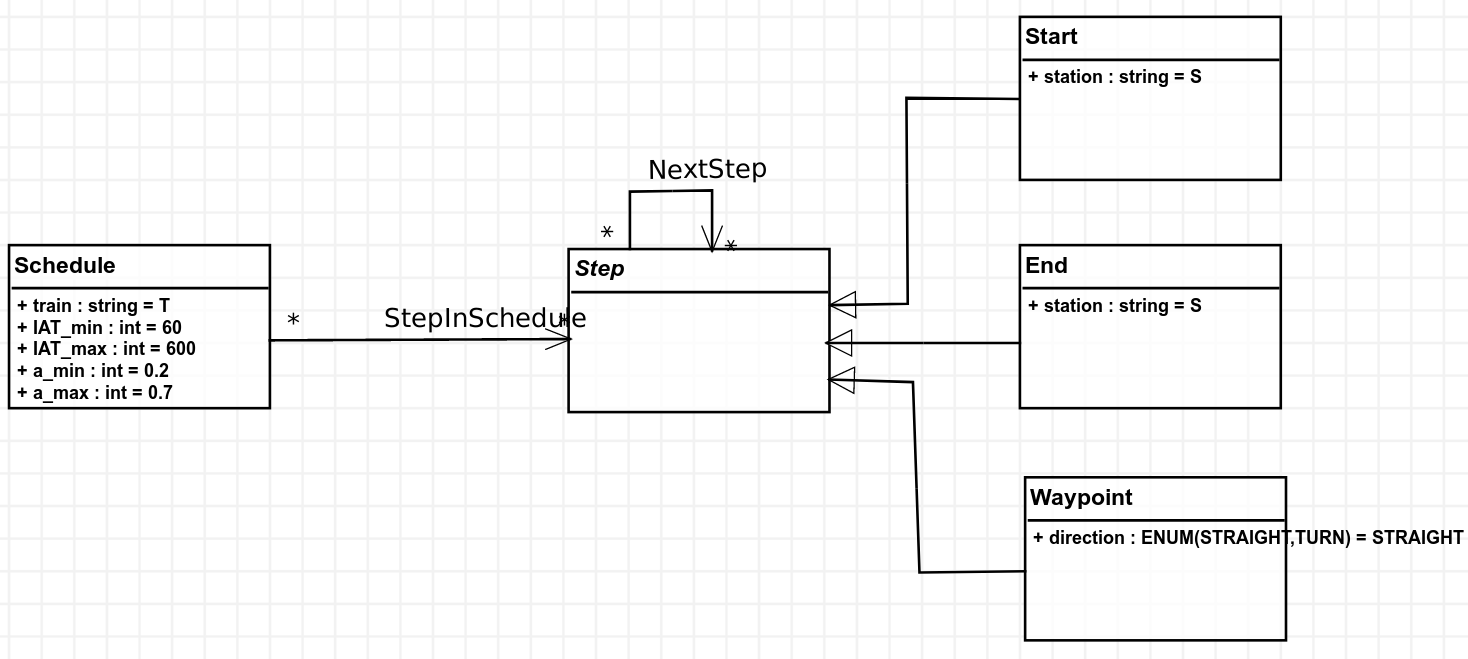 Start
+ station : string = S
NextStep
*
*
Schedule
+ train : string = T
+ IAT_min : int = 60
+ IAT_max : int = 600
+ a_min : int = 0.2
+ a_max : int = 0.7
*
StepInSchedule
*
Step
End
+ station : string = S
Waypoint
+ direction : ENUM(STRAIGHT,TURN) = STRAIGHT